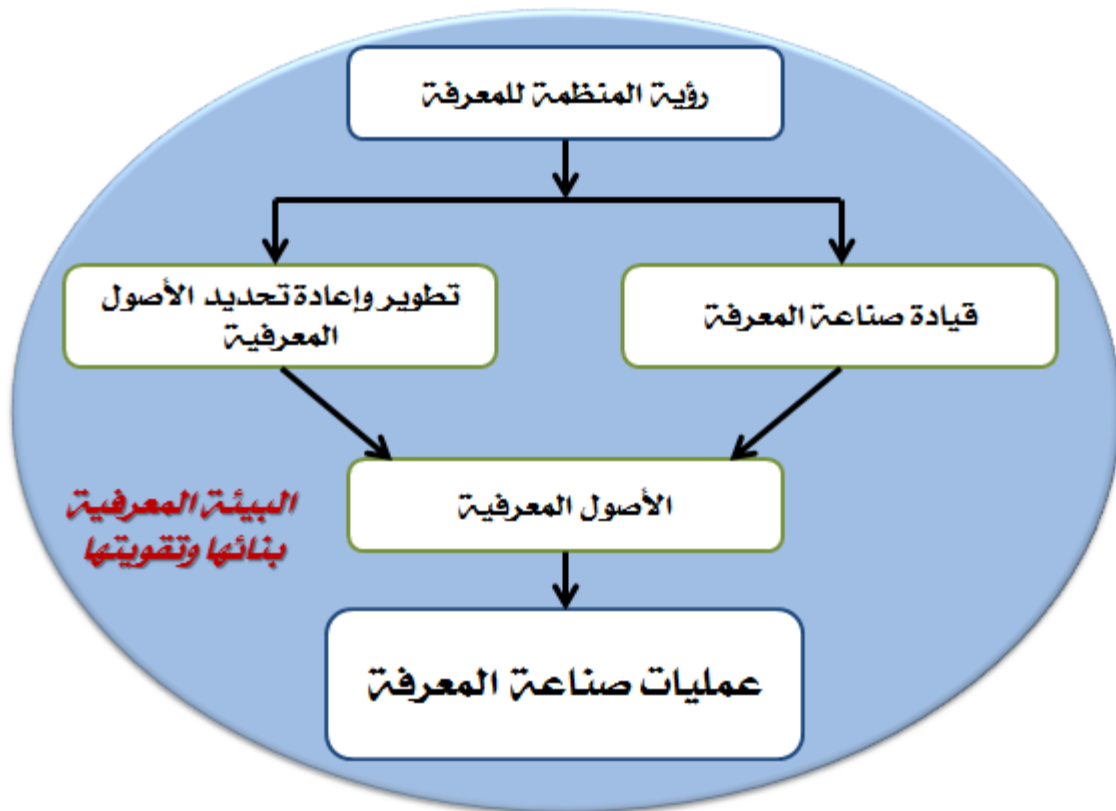 رؤية المنظمة للمعرفة
قيادة صناعة المعرفة
تطوير وإعادة تحديد الأصول
المعرفية
الأصول المعرفية
البيئة المعرفية
بنائها وتقويتها
عمليات صناعة المعرفة